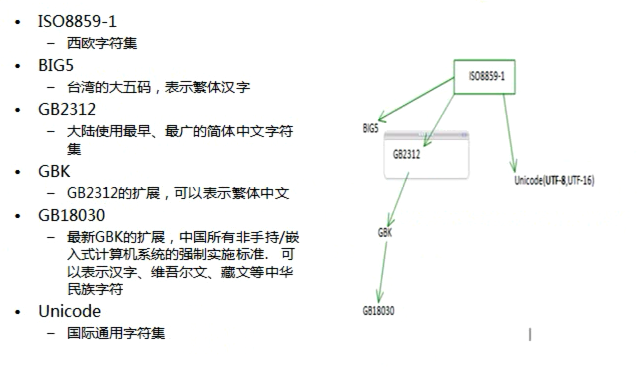 • ISO8859-1
– 西欧字符集
• BIG5
– 台湾的大五码，表示繁体汉字
• GB2312
– 大陆使用最早、最广的简体中文字符
集
• GBK
– GB2312的扩展，可以表示繁体中文
• GB18030
– 最新GBK的扩展，中国所有非手持/嵌
入式计算机系统的强制实施标准. 可
以表示汉字、维吾尔文、藏文等中华
民族字符
• Unicode
– 国际通用字符集
ISO8859-1
BIG5
GB2312
Unicode(UTF-8,UTF-16)
GBK
GB18030